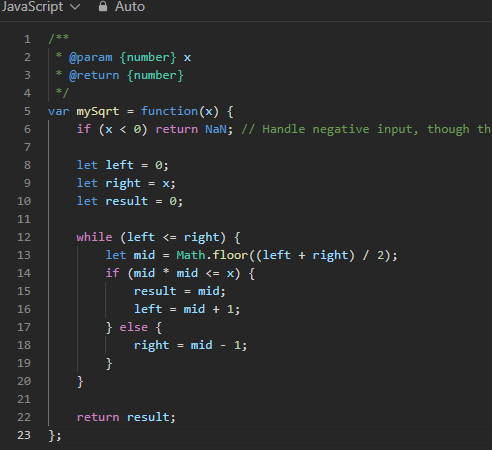 JavaScript Auto
1 /**
2 * @param {number} x
3 * @return {number}
4 */
5 var mySqrt = function(x) {
6 if (x < 0) return NaN; // Handle negative input, though th
7
8 let left = 0;
9 let right = x;
10 let result = 0;
11
12 while (left <= right) {
13 let mid = Math.floor((left + right) / 2);
14 if (mid * mid <= x) {
15 result = mid;
16 left = mid + 1;
17 } else {
18 right = mid - 1;
19 }
20 }
21
22 return result;
23 };